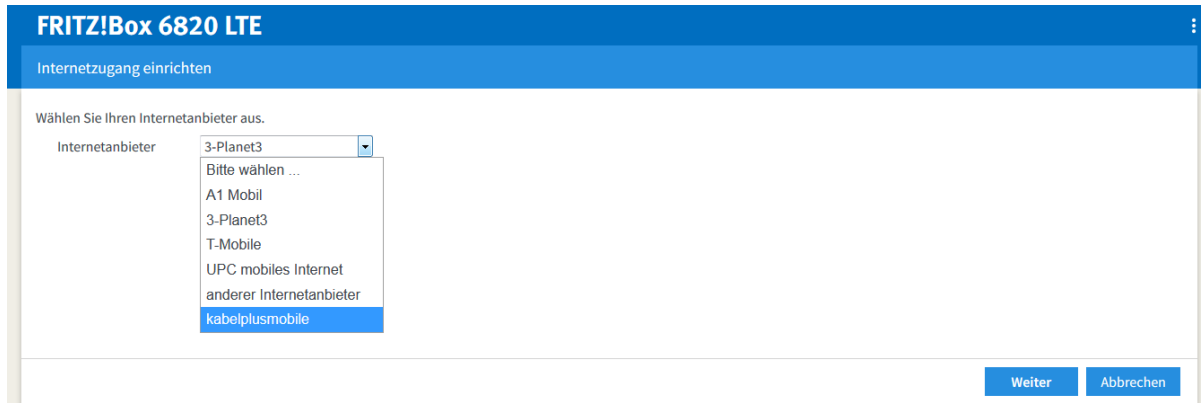 FRITZ!Box 6820 LTE
Internetzugang einrichten
Wählen Sie Ihren Internetanbieter aus.
Internetanbieter 3-Planet3
Bitte wählen ...
A1 Mobil
3-Planet3
T-Mobile
UPC mobiles Internet
anderer Internetanbieter
kabelplusmobile
Weiter Abbrechen